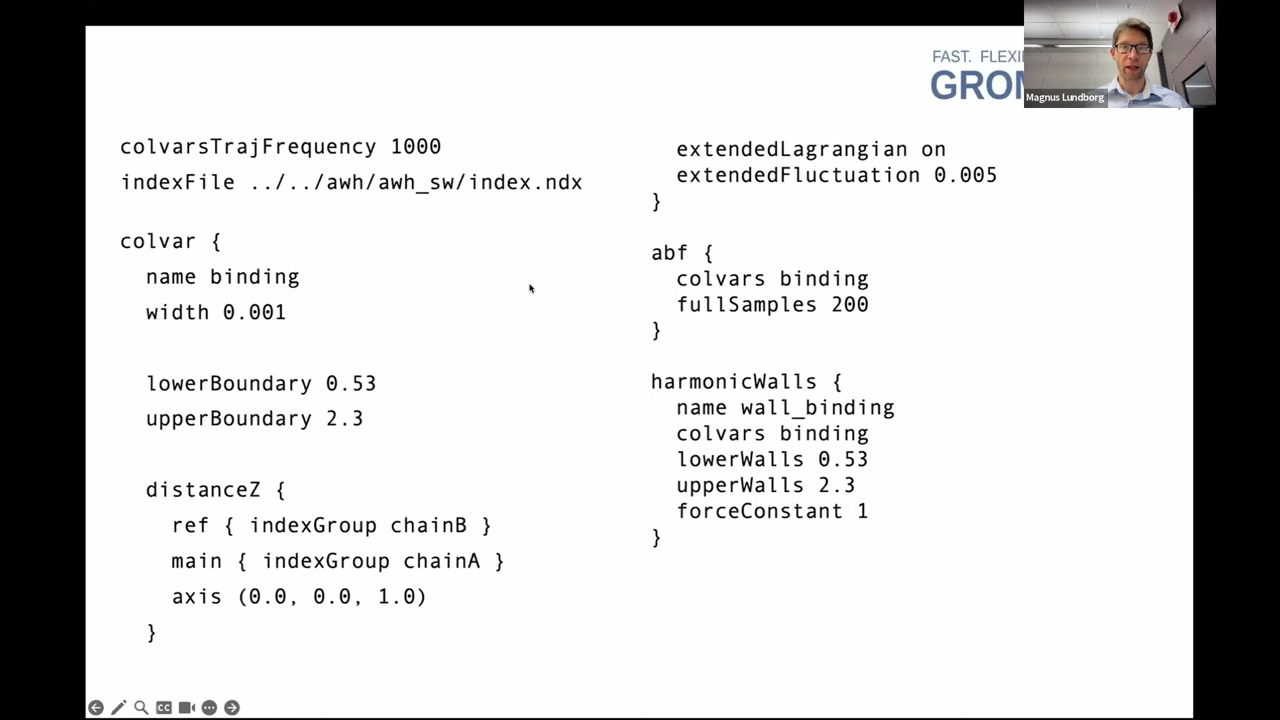 FAST. FLEXI
GROM
Magnus Lundborg
colvarsTrajFrequency 1000
indexFile ../../awh/awh_sw/index.ndx
colvar {
name binding
width 0.001
lowerBoundary 0.53
upperBoundary 2.3
distanceZ {
ref { indexGroup chainB }
main { indexGroup chainA }
axis (0.0, 0.0, 1.0)
}
extendedLagrangian on
extendedFluctuation 0.005
}
abf {
colvars binding
fullSamples 200
}
harmonicWalls {
name wall_binding
colvars binding
lowerWalls 0.53
upperWalls 2.3
forceConstant 1
}
CC